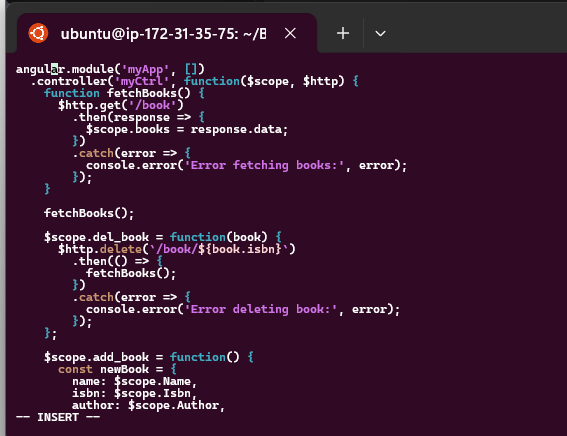 ubuntu@ip-172-31-35-75: ~/B
angular.module('myApp', [])
  .controller('myCtrl', function($scope, $http) {
    function fetchBooks() {
      $http.get('/book')
        .then(response => {
          $scope.books = response.data;
        })
        .catch(error => {
          console.error('Error fetching books:', error);
        });
    }

    fetchBooks();

    $scope.del_book = function(book) {
      $http.delete(`/book/${book.isbn}`)
        .then(() => {
          fetchBooks();
        })
        .catch(error => {
          console.error('Error deleting book:', error);
        });
    };

    $scope.add_book = function() {
      const newBook = {
        name: $scope.Name,
        isbn: $scope.Isbn,
        author: $scope.Author,
-- INSERT --